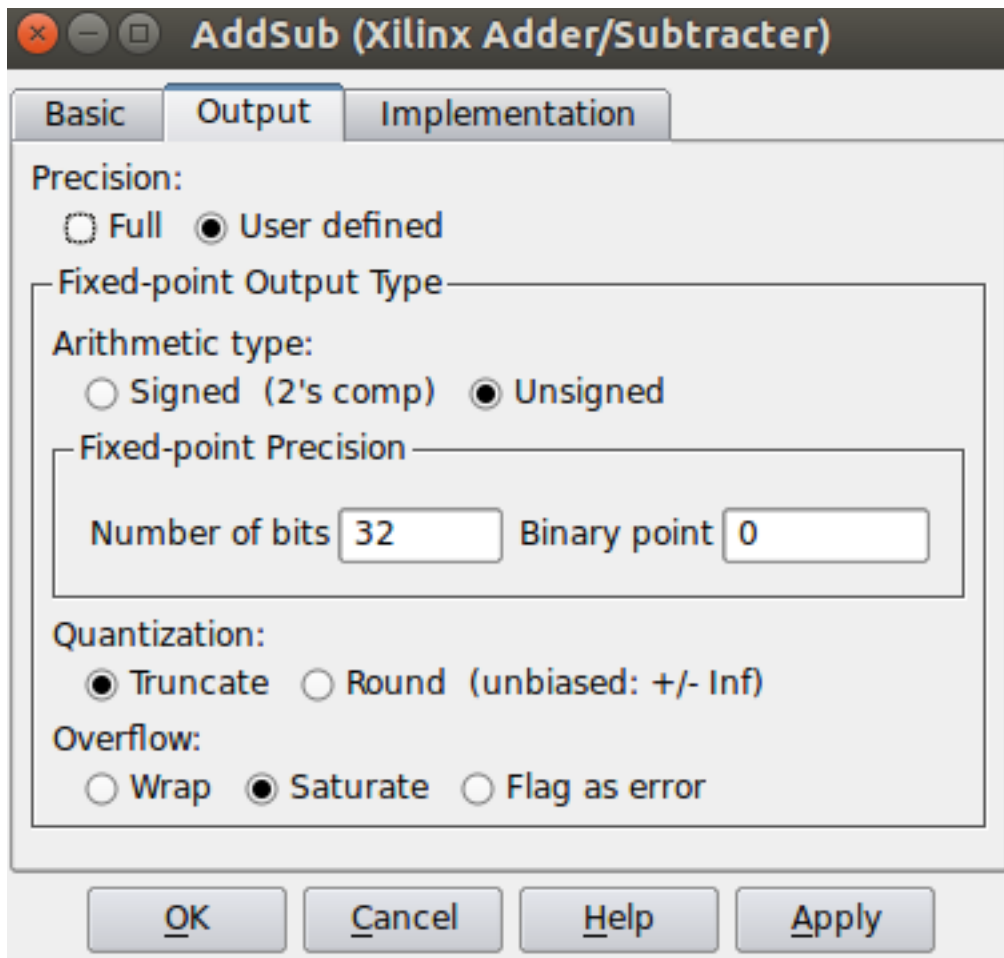 AddSub (Xilinx Adder/Subtracter)
Basic Output Implementation
Precision:
Full User defined
Fixed-point Output Type
Arithmetic type:
Signed (2's comp) Unsigned
Fixed-point Precision
Number of bits 32 Binary point 0
Quantization:
Truncate Round (unbiased: +/- Inf)
Overflow:
Wrap Saturate Flag as error
OK Cancel Help Apply